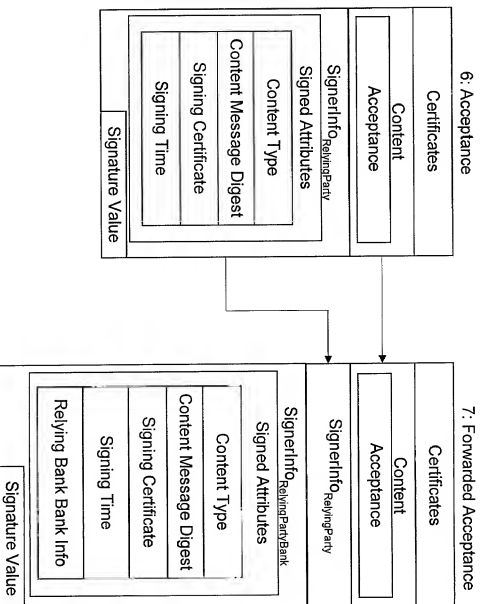 6: Acceptance
Certificates
Content
Acceptance
SignerInfoRelyingParty
Signed Attributes
Content Type
Content Message Digest
Signing Certificate
Signing Time
Signature Value
7: Forwarded Acceptance
Certificates
Content
Acceptance
SignerInfoRelyingParty
SignerInfoRelyingPartyBank
Signed Attributes
Content Type
Content Message Digest
Signing Certificate
Signing Time
Relying Bank Bank Info
Signature Value